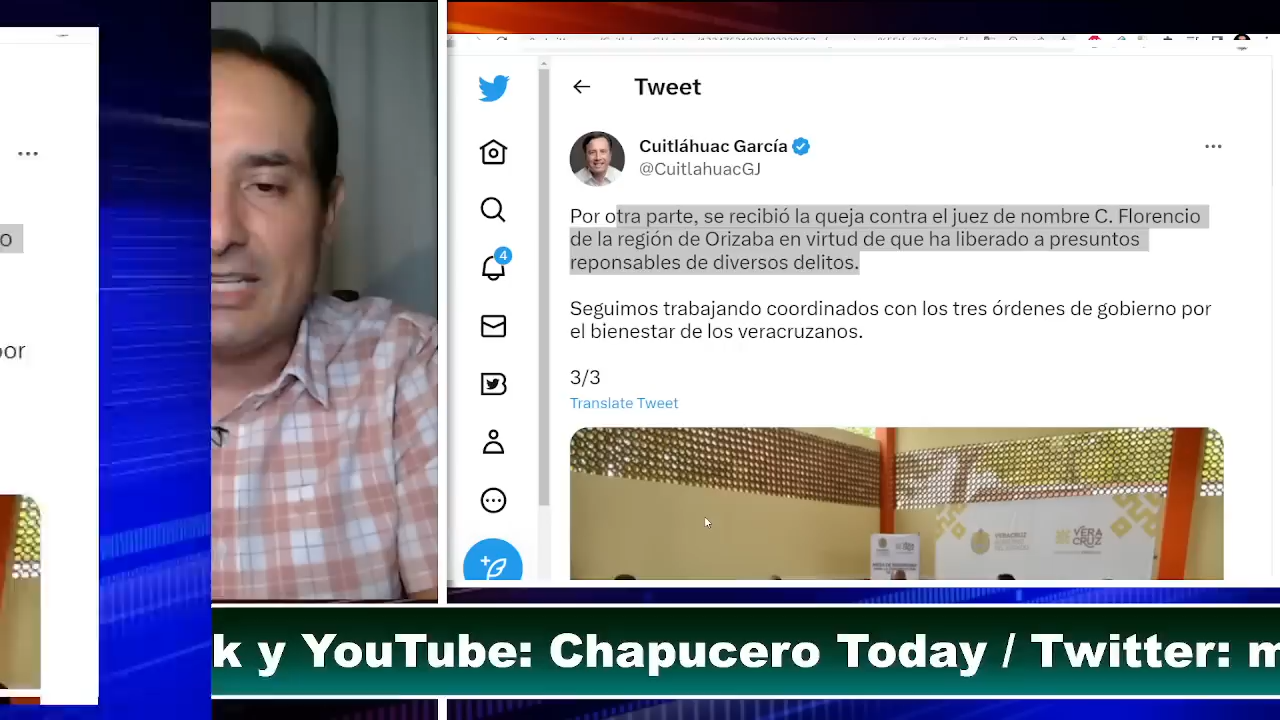 ...
o
por
Tweet
Cuitláhuac García
@CuitlahuacGJ
...
Por otra parte, se recibió la queja contra el juez de nombre C. Florencio
de la región de Orizaba en virtud de que ha liberado a presuntos
reponsables de diversos delitos.
Seguimos trabajando coordinados con los tres órdenes de gobierno por
el bienestar de los veracruzanos.
3/3
Translate Tweet
4
VERA
CRUZ
k y YouTube: Chapucero Today / Twitter: m